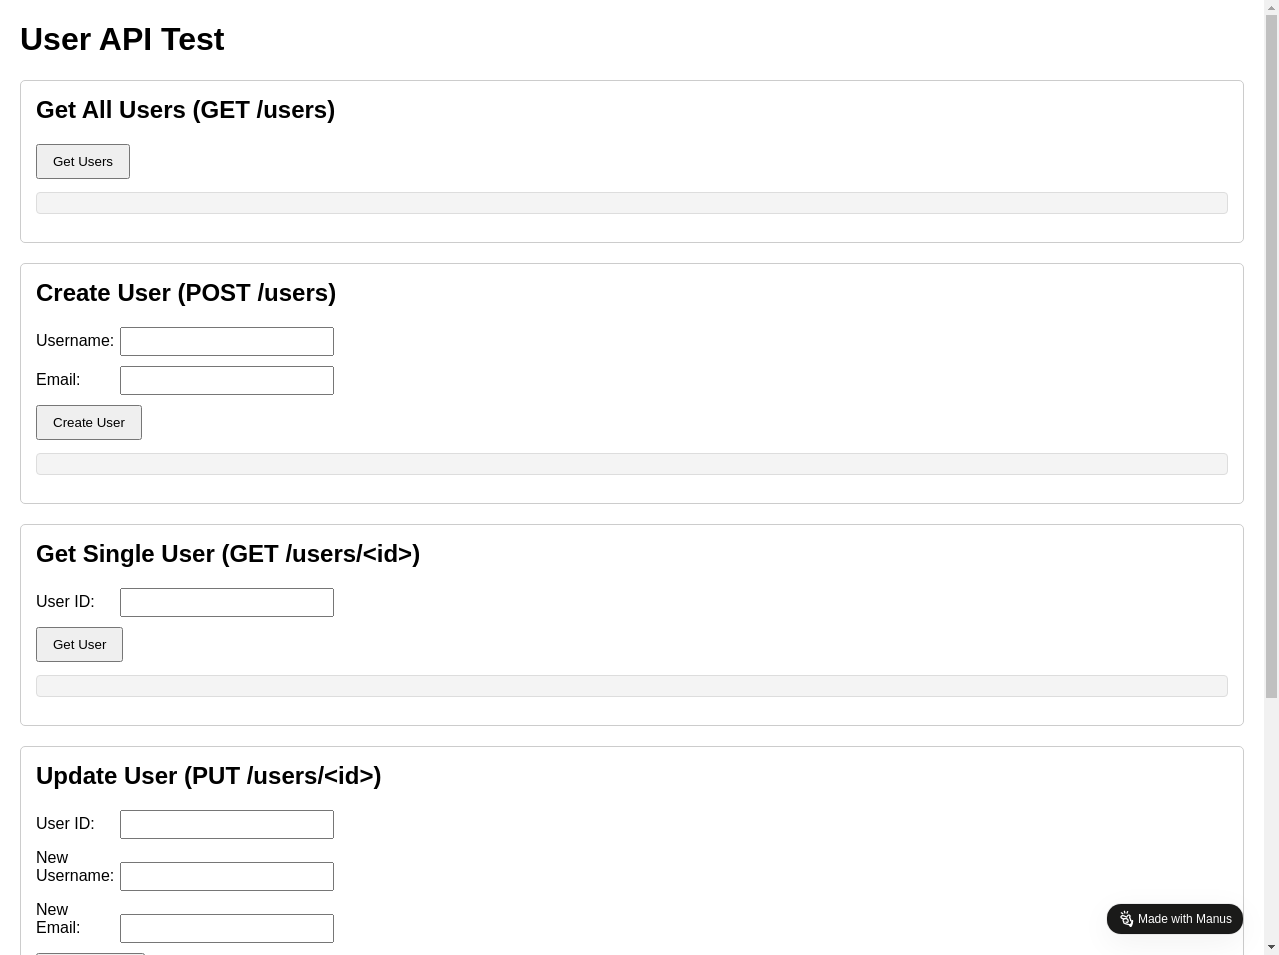 User API Test
Get All Users (GET /users)
Get Users
Create User (POST /users)
Username:
Email:
Create User
Get Single User (GET /users/<id>)
User ID:
Get User
Update User (PUT /users/<id>)
User ID:
New
Username:
New
Email:
Made with Manus